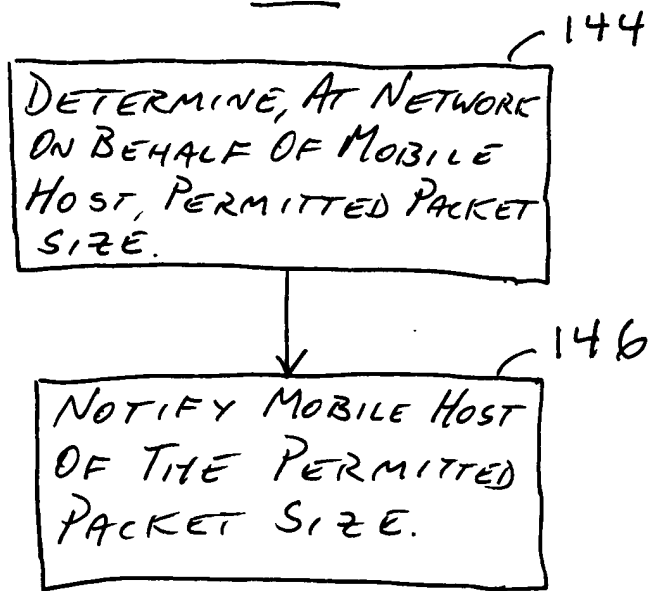 144
DETERMINE, AT NETWORK
ON BEHALF OF MOBILE
HOST, PERMITTED PACKET
SIZE.
146
NOTIFY MOBILE HOST
OF THE PERMITTED
PACKET SIZE.